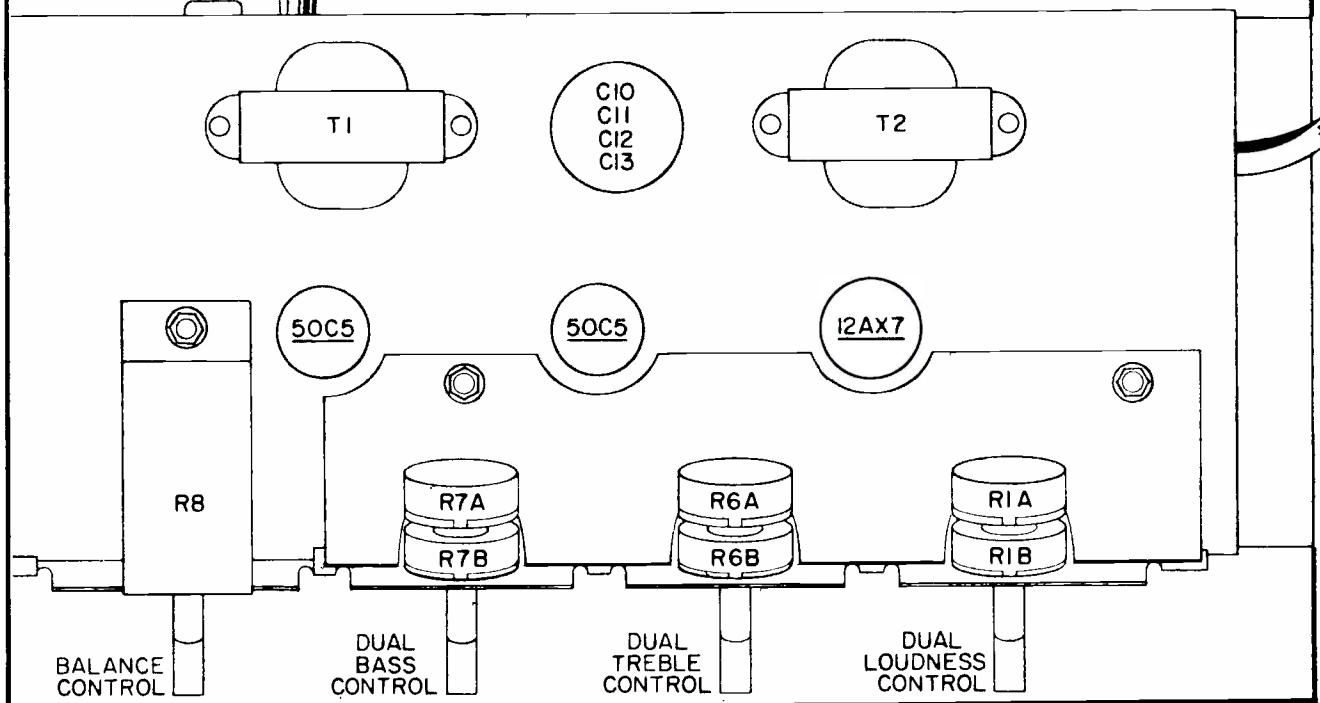 T1
C10
C11
C12
C13
T2
50C5
50C5
12AX7
R8
R7A
R7B
R6A
R6B
R1A
R1B
BALANCE
CONTROL
DUAL
BASS
CONTROL
DUAL
TREBLE
CONTROL
DUAL
LOUDNESS
CONTROL